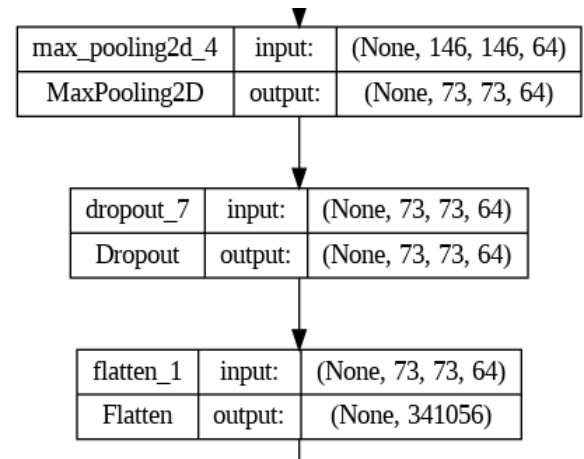 max_pooling2d_4 input: (None, 146, 146, 64)
MaxPooling2D output: (None, 73, 73, 64)
dropout_7 input: (None, 73, 73, 64)
Dropout output: (None, 73, 73, 64)
flatten_1 input: (None, 73, 73, 64)
Flatten output: (None, 341056)